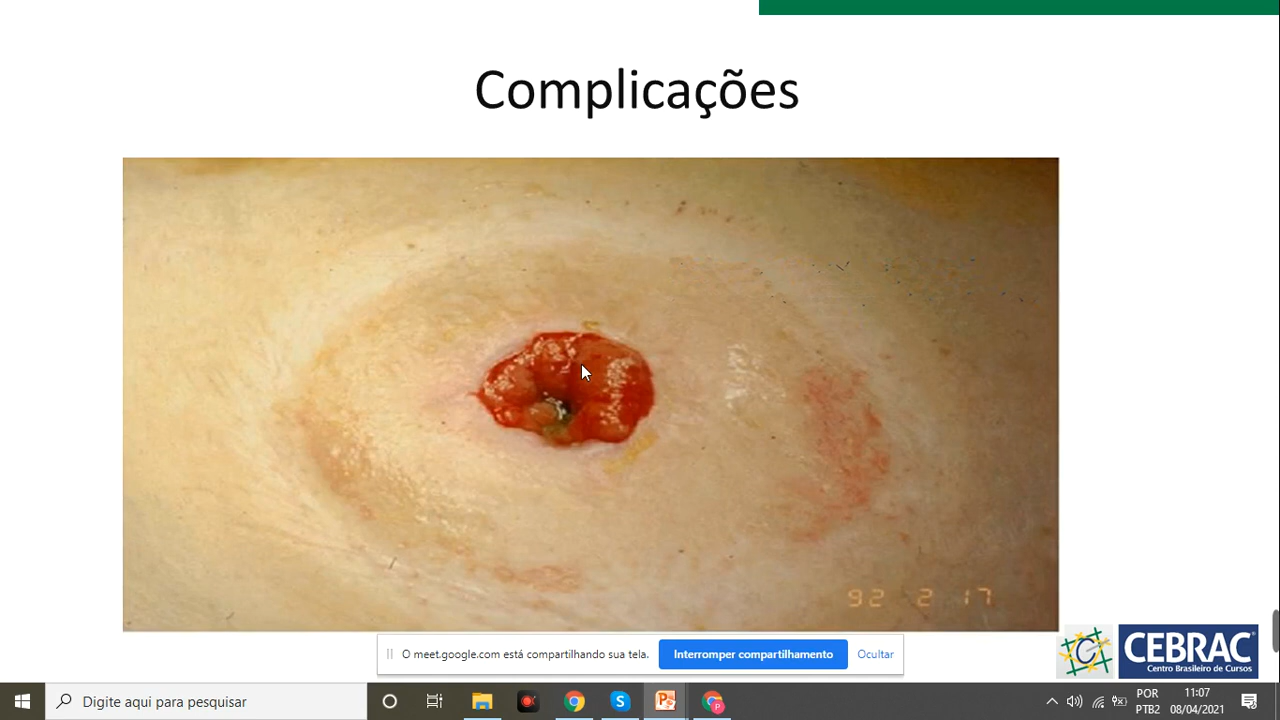 Complicações
92 2 17
O meet.google.com está compartilhando sua tela.
Interromper compartilhamento
Ocultar
CEBRAC
Centro Brasileiro de Cursos
Digite aqui para pesquisar
POR
PTB2
11:07
08/04/2021